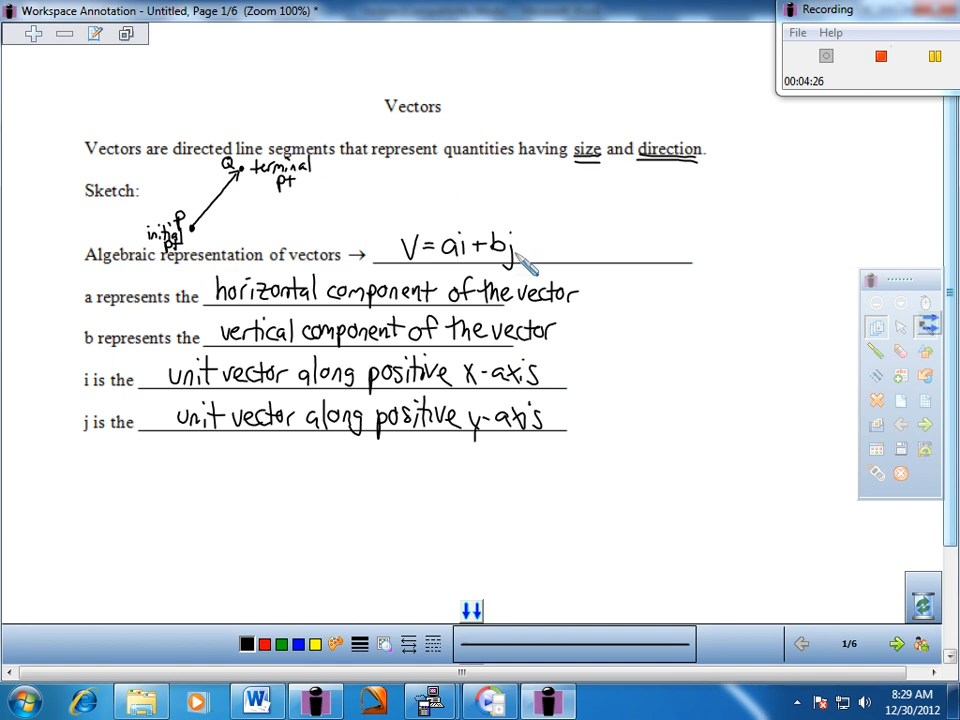 Workspace Annotation - Untitled, Page 1/6 (Zoom 100%) *
Recording
File Help
00:04:26
Vectors
Vectors are directed line segments that represent quantities having size and direction.
Q terminal
pt
Sketch:
P
initial
pt
Algebraic representation of vectors → V = ai + bj
a represents the horizontal component of the vector
b represents the vertical component of the vector
i is the unit vector along positive x-axis
j is the unit vector along positive y-axis
1/6
8:29 AM
12/30/2012